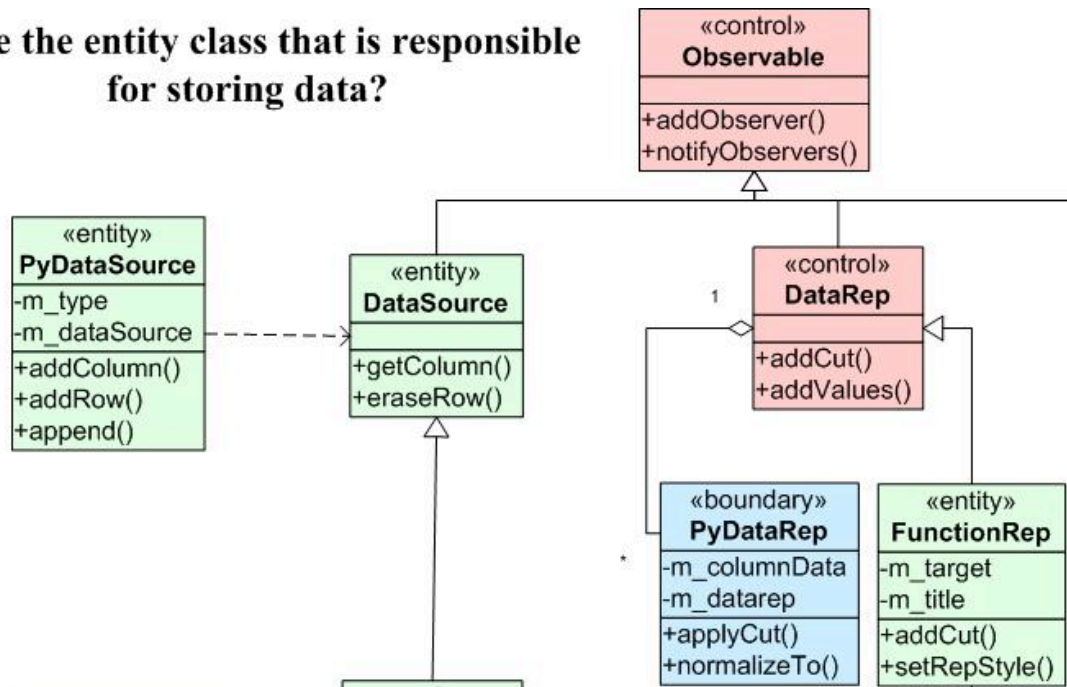 e the entity class that is responsible
for storing data?
«control»
Observable
+addObserver()
+notifyObservers()
«entity»
PyDataSource
-m_type
-m_dataSource
+addColumn()
+addRow()
+append()
«entity»
DataSource
+getColumn()
+eraseRow()
«control»
DataRep
+addCut()
+addValues()
1
*
«boundary»
PyDataRep
-m_columnData
-m_datarep
+applyCut()
+normalizeTo()
«entity»
FunctionRep
-m_target
-m_title
+addCut()
+setRepStyle()